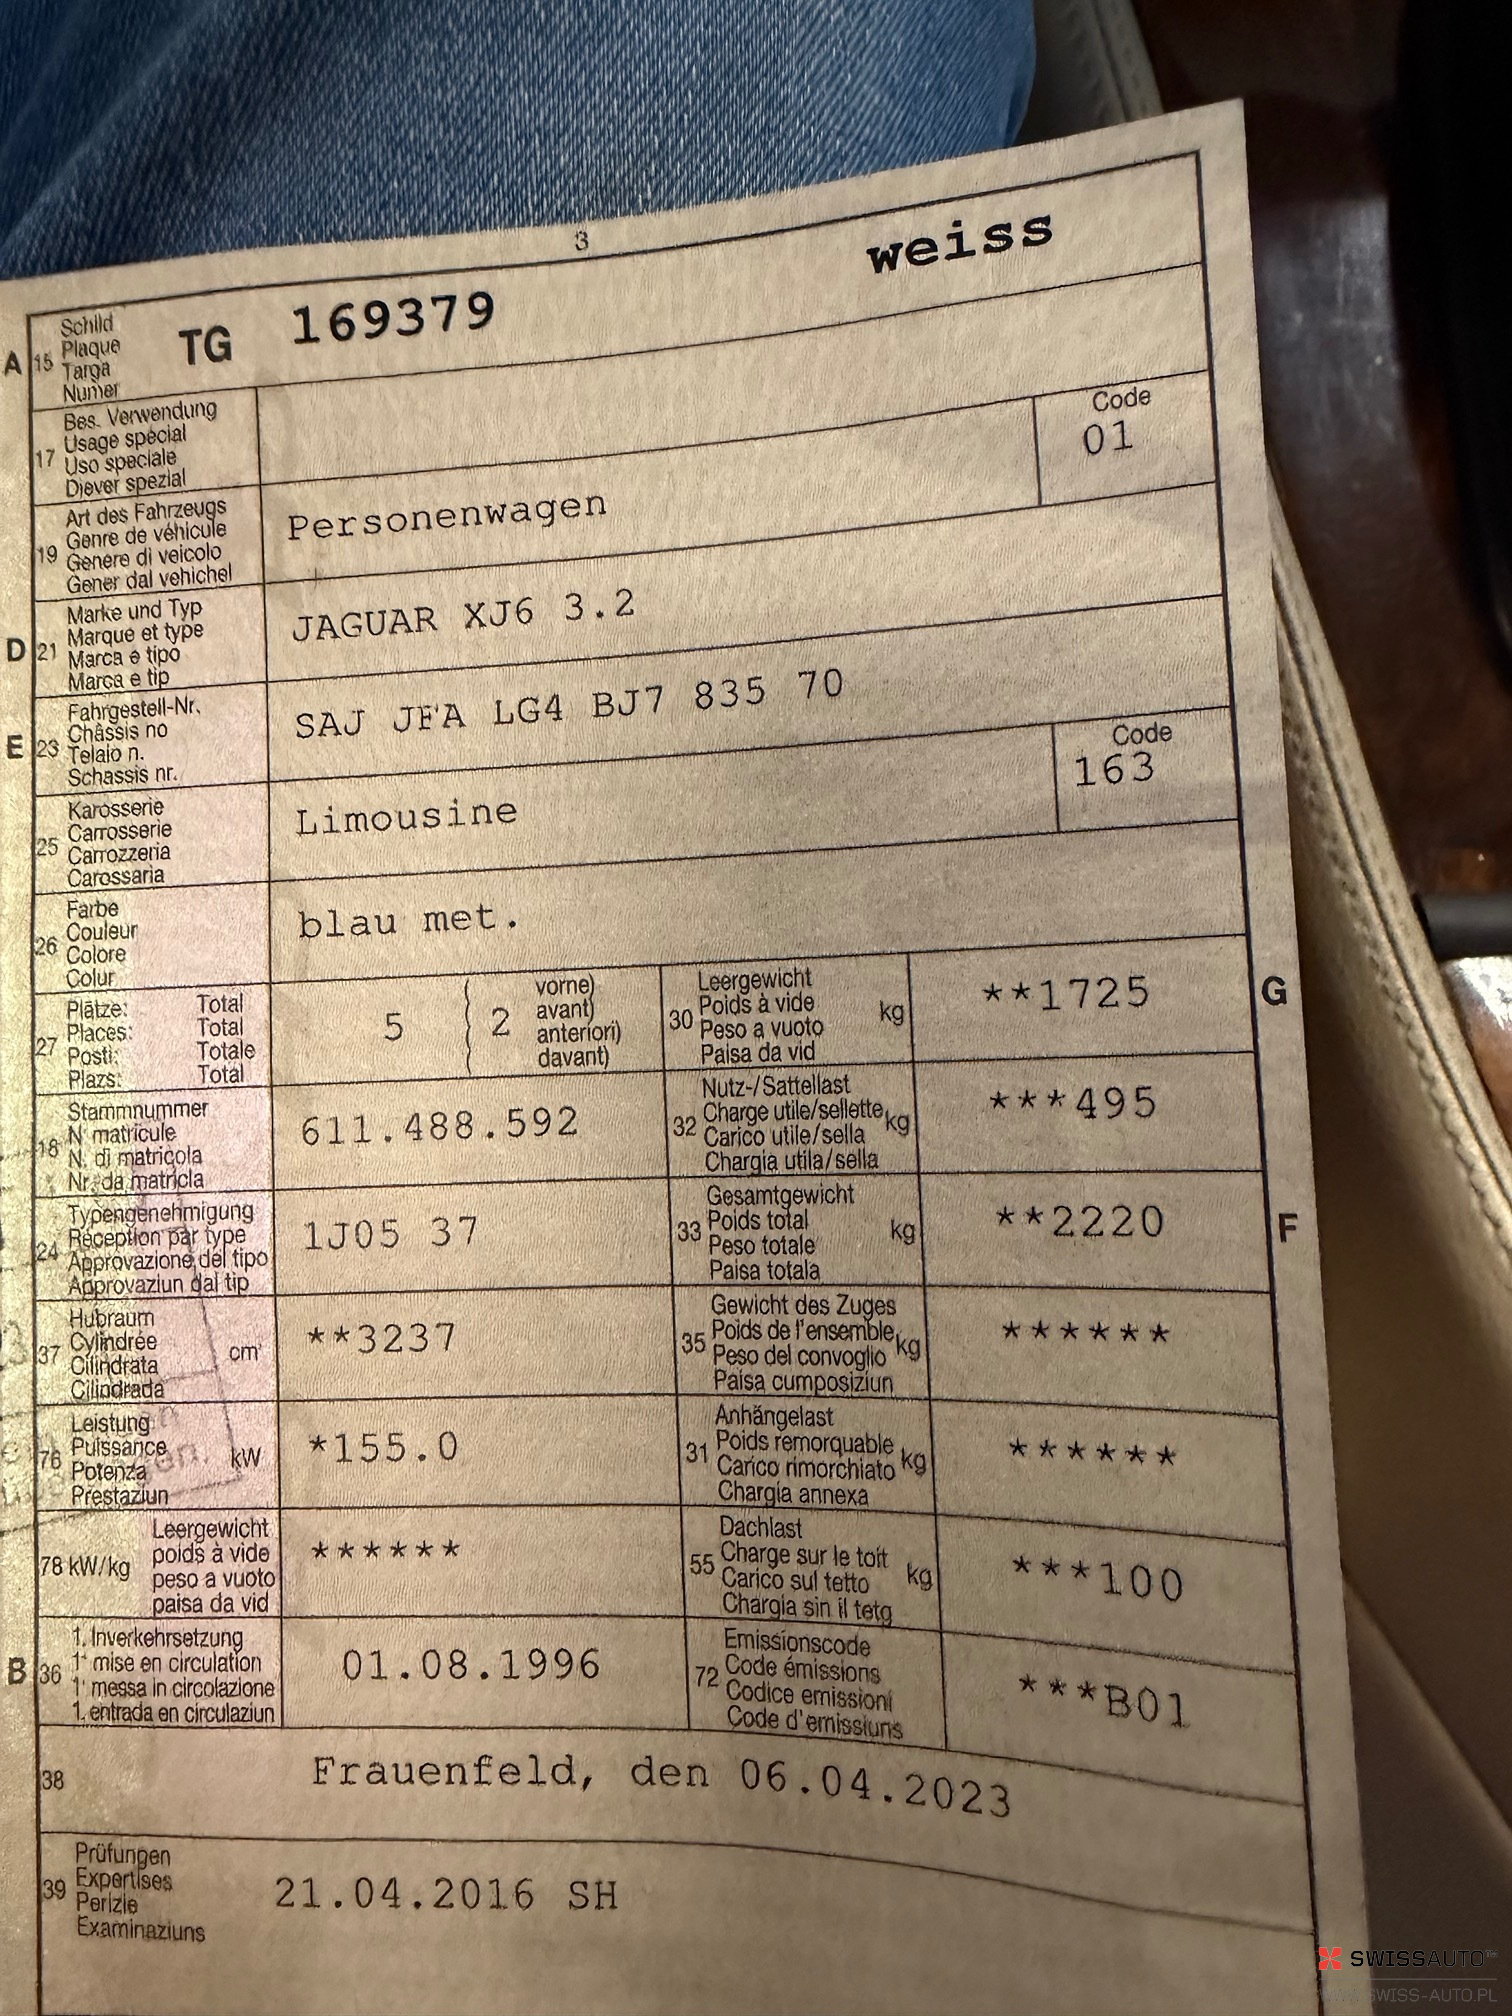 3
A 15 Schild Plaque Targa Numer TG 169379 weiss
17 Bes. Verwendung
Usage spécial
Uso speciale
Diever spezial
Code
01
19 Art des Fahrzeugs
Genre de véhicule
Genere di veicolo
Gener dal vehichel
Personenwagen
D 21 Marke und Typ
Marque et type
Marca e tipo
Marca e tip
JAGUAR XJ6 3.2
E 23 Fahrgestell-Nr.
Châssis no
Telaio n.
Schassis nr.
SAJ JFA LG4 BJ7 835 70
25 Karosserie
Carrosserie
Carrozzeria
Carossaria
Limousine
Code
163
26 Farbe
Couleur
Colore
Colur
blau met.
27 Plätze: Total
Places: Total
Posti: Totale
Plazs: Total
5 ( 2 vorne)
avant)
anteriori)
davant)
30 Leergewicht
Poids à vide
Peso a vuoto
Paisa da vid
kg **1725 G
18 Stammnummer
N° matricule
N. di matricola
Nr. da matricla
611.488.592
32 Nutz-/Sattellast
Charge utile/sellette
Carico utile/sella
Chargia utila/sella
kg ***495
24 Typengenehmigung
Réception par type
Approvazione del tipo
Approvaziun dal tip
1J05 37
33 Gesamtgewicht
Poids total
Peso totale
Paisa totala
kg **2220 F
37 Hubraum
Cylindrée
Cilindrata
Cilindrada
cm³ **3237
35 Gewicht des Zuges
Poids de l'ensemble
Peso del convoglio
Paisa cumposiziun
kg ******
76 Leistung
Puissance
Potenza
Prestaziun
kW *155.0
31 Anhängelast
Poids remorquable
Carico rimorchiato
Chargia annexa
kg ******
78 kW/kg Leergewicht
poids à vide
peso a vuoto
paisa da vid
******
55 Dachlast
Charge sur le toit
Carico sul tetto
Chargia sin il tetg
kg ***100
B 36 1. Inverkehrsetzung
1ʳᵉ mise en circulation
1ᵃ messa in circolazione
1. entrada en circulaziun
01.08.1996
72 Emissionscode
Code émissions
Codice emissioni
Code d'emissiuns
***B01
38 Frauenfeld, den 06.04.2023
39 Prüfungen
Expertises
Perizie
Examinaziuns
21.04.2016 SH
SWISSAUTO™
WWW.SWISS-AUTO.PL